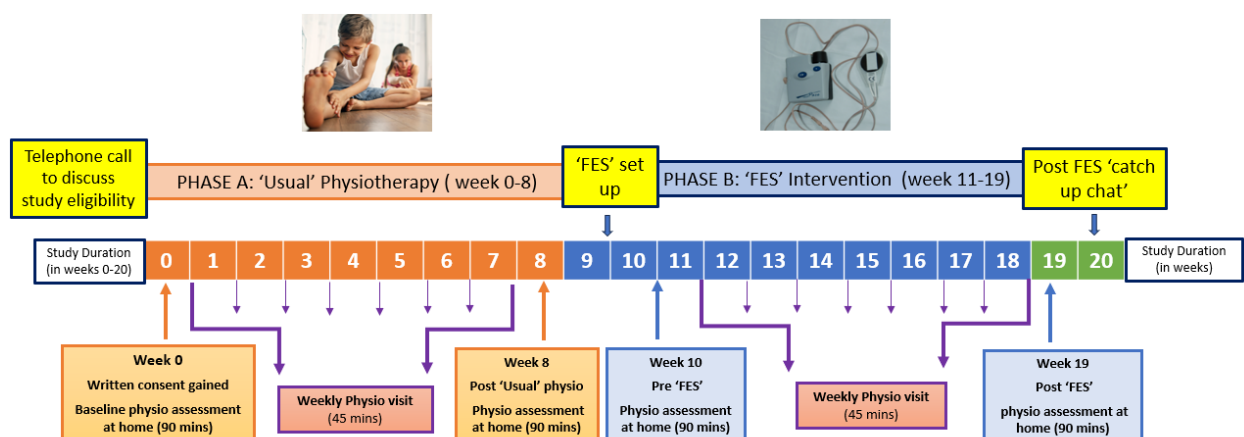 Telephone call
to discuss
study eligibility
PHASE A: ‘Usual’ Physiotherapy ( week 0-8)
‘FES’ set
up
PHASE B: ‘FES’ Intervention (week 11-19)
Post FES ‘catch
up chat’
Study Duration
(in weeks 0-20)
0 1 2 3 4 5 6 7 8 9 10 11 12 13 14 15 16 17 18 19 20
Study Duration
(in weeks)
Week 0
Written consent gained
Baseline physio assessment
at home (90 mins)
Weekly Physio visit
(45 mins)
Week 8
Post ‘Usual’ physio
Physio assessment
at home (90 mins)
Week 10
Pre ‘FES’
Physio assessment
at home (90 mins)
Weekly Physio visit
(45 mins)
Week 19
Post ‘FES’
physio assessment at
home (90 mins)